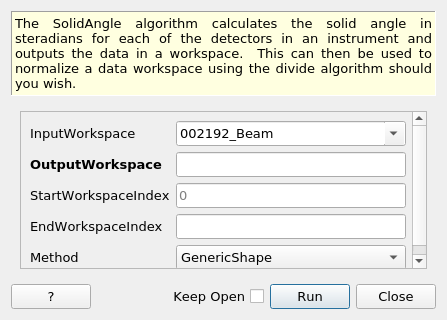 The SolidAngle algorithm calculates the solid angle in
steradians for each of the detectors in an instrument and
outputs the data in a workspace. This can then be used to
normalize a data workspace using the divide algorithm should
you wish.
InputWorkspace 002192_Beam
OutputWorkspace
StartWorkspaceIndex 0
EndWorkspaceIndex
Method GenericShape
? Keep Open Run Close